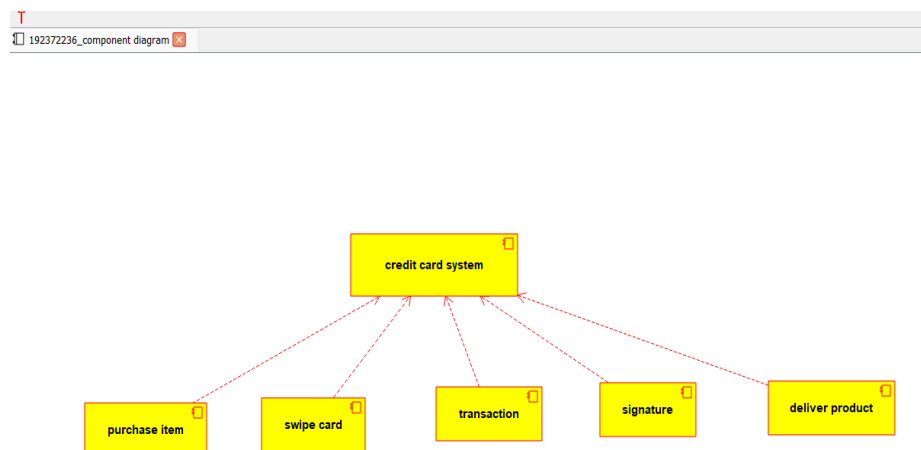 192372236_component diagram
credit card system
purchase item
swipe card
transaction
signature
deliver product